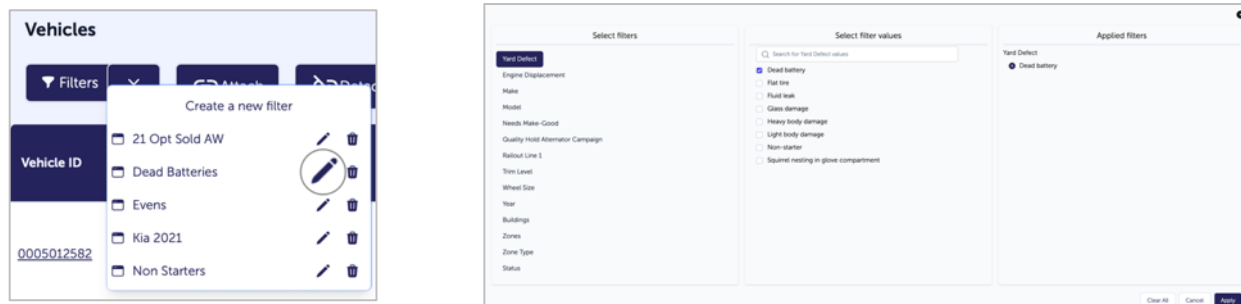 Vehicles
Filters
Attach
Create a new filter
21 Opt Sold AW
Vehicle ID
Dead Batteries
Evens
Kia 2021
0005012582
Non Starters
Select filters
Yard Defect
Engine Displacement
Make
Model
Needs Make-Good
Quality Hold Alternator Campaign
Railout Line 1
Trim Level
Wheel Size
Year
Buildings
Zones
Zone Type
Status
Select filter values
Search for Yard Defect values
Dead battery
Flat tire
Fluid leak
Glass damage
Heavy body damage
Light body damage
Non-starter
Squirrel nesting in glove compartment
Applied filters
Yard Defect
Dead battery
Clear All Cancel Apply